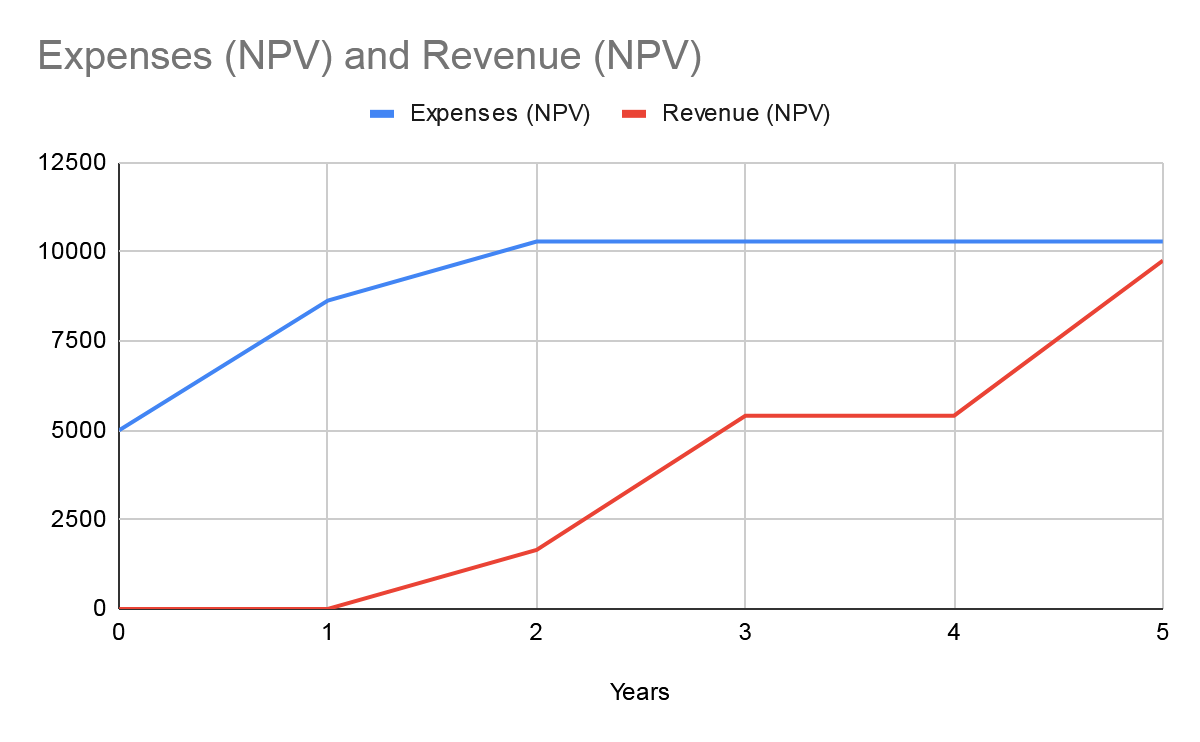 Expenses (NPV) and Revenue (NPV)
Expenses (NPV) Revenue (NPV)
12500
10000
7500
5000
2500
0
0 1 2 3 4 5
Years